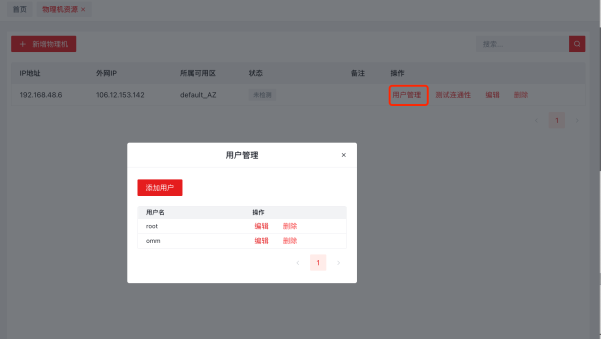 首页 物理机资源 ×
+ 新增物理机 搜索...
IP地址 外网IP 所属可用区 状态 备注 操作
192.168.48.6 106.12.153.142 default_AZ 未检测 用户管理 测试连通性 编辑 删除
< 1 >
用户管理 ×
添加用户
用户名 操作
root 编辑 删除
omm 编辑 删除
< 1 >